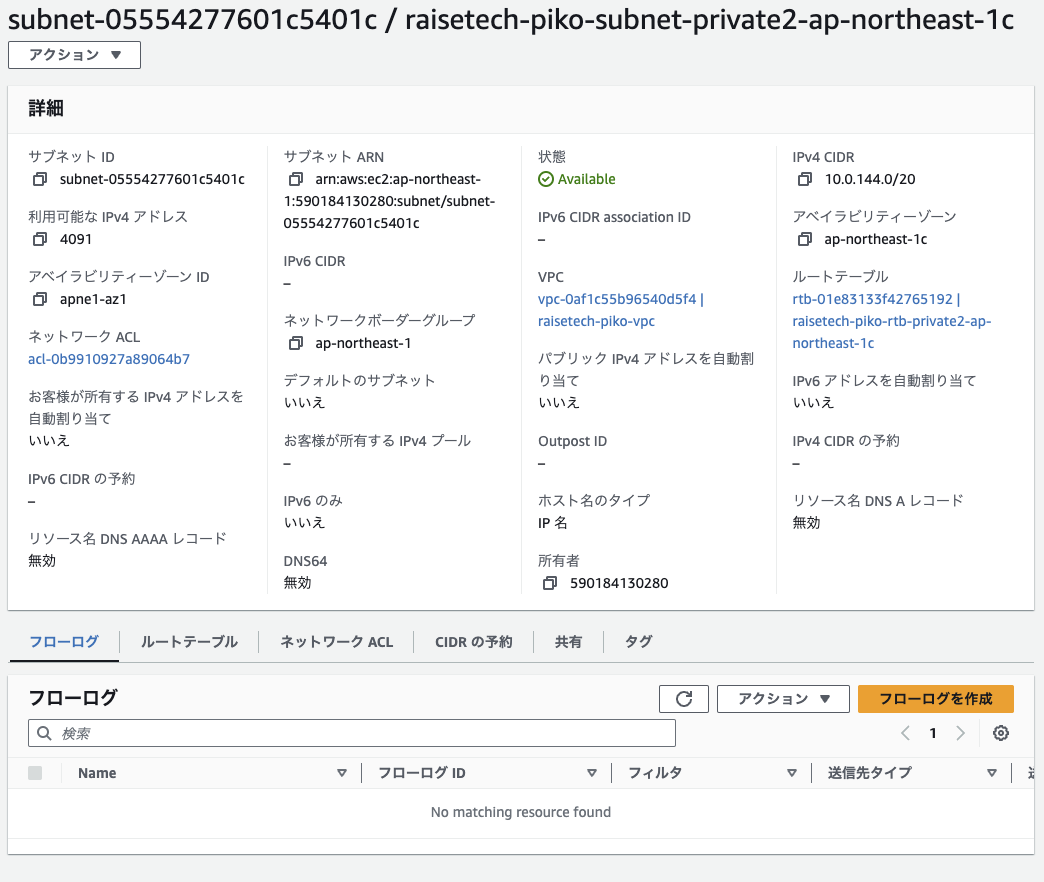 subnet-05554277601c5401c / raisetech-piko-subnet-private2-ap-northeast-1c
アクション
詳細
サブネット ID
subnet-05554277601c5401c
利用可能な IPv4 アドレス
4091
アベイラビリティーゾーン ID
apne1-az1
ネットワーク ACL
acl-0b9910927a89064b7
お客様が所有する IPv4 アドレスを
自動割り当て
いいえ
IPv6 CIDR の予約
–
リソース名 DNS AAAA レコード
無効
サブネット ARN
arn:aws:ec2:ap-northeast-
1:590184130280:subnet/subnet-
05554277601c5401c
IPv6 CIDR
–
ネットワークボーダーグループ
ap-northeast-1
デフォルトのサブネット
いいえ
お客様が所有する IPv4 プール
–
IPv6 のみ
いいえ
DNS64
無効
状態
Available
IPv6 CIDR association ID
–
VPC
vpc-0af1c55b96540d5f4 |
raisetech-piko-vpc
パブリック IPv4 アドレスを自動割
り当て
いいえ
Outpost ID
–
ホスト名のタイプ
IP 名
所有者
590184130280
IPv4 CIDR
10.0.144.0/20
アベイラビリティーゾーン
ap-northeast-1c
ルートテーブル
rtb-01e83133f42765192 |
raisetech-piko-rtb-private2-ap-
northeast-1c
IPv6 アドレスを自動割り当て
いいえ
IPv4 CIDR の予約
–
リソース名 DNS A レコード
無効
フローログ
ルートテーブル
ネットワーク ACL
CIDR の予約
共有
タグ
フローログ
アクション
フローログを作成
検索
1
Name
フローログ ID
フィルタ
送信先タイプ
No matching resource found